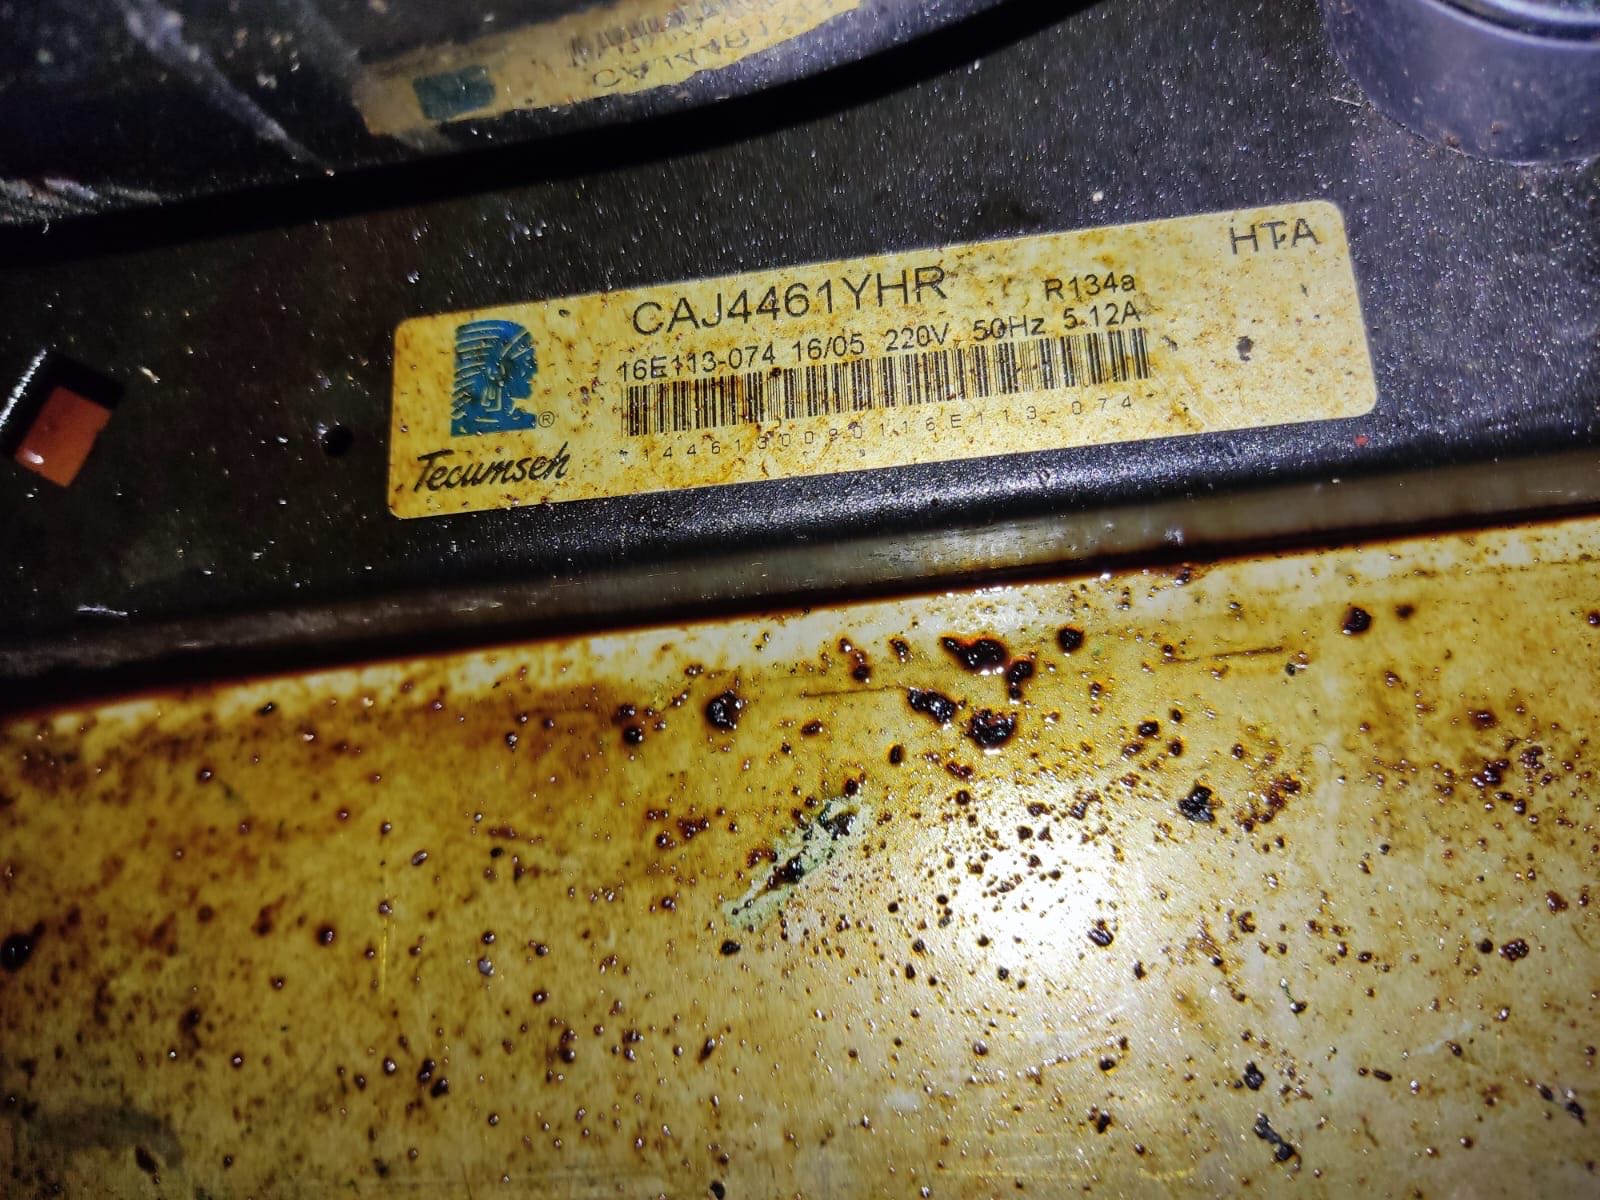 HTA
CAJ4461YHR R134a
16E113-074 16/05 220V 50Hz 5.12A
Tecumseh ®